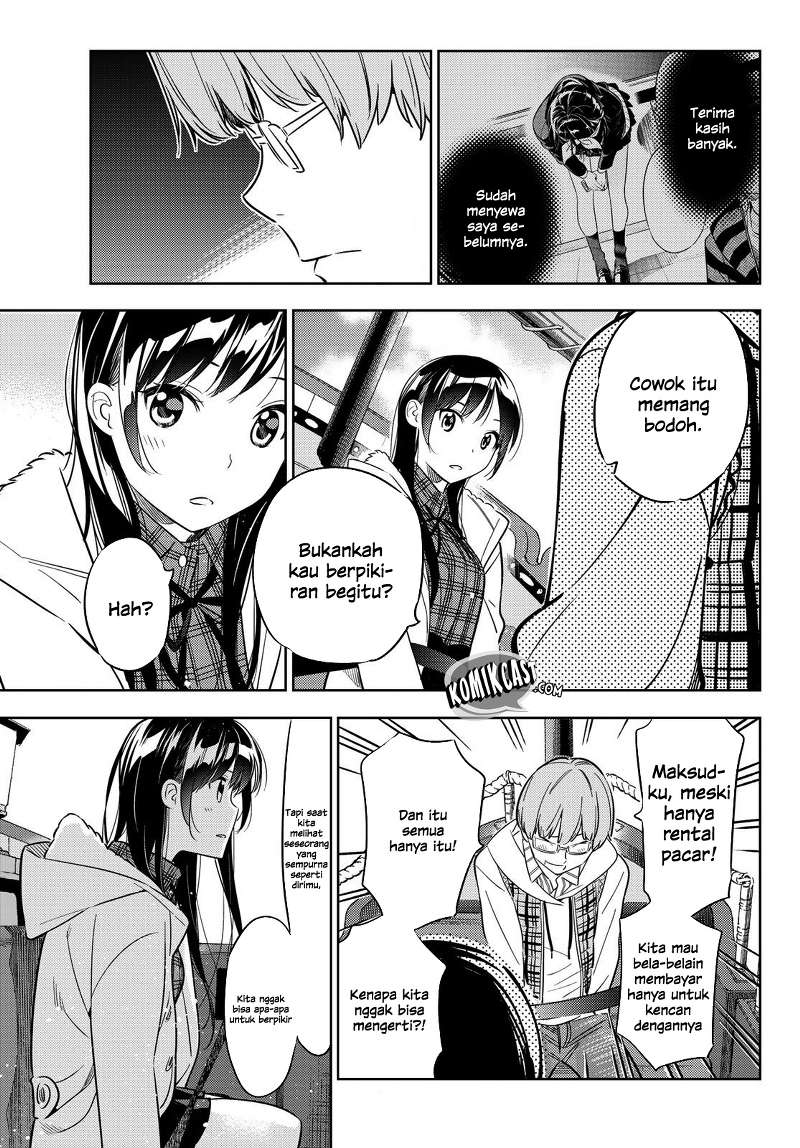 Terima
kasih
banyak.
Sudah
menyewa
saya se-
belumnya.
Cowok itu
memang
bodoh.
Bukankah
kau berpiki-
ran begitu?
Hah?
KOMIKCAST
.COM
Maksud-
ku, meski
hanya
rental
pacar!
Kita mau
bela-belain
membayar
hanya untuk
kencan
dengannya
Dan itu
semua
hanya itu!
Kenapa kita
nggak bisa
mengerti?!
Tapi saat
kita
melihat
seseorang
yang
sempurna
seperti
dirimu,
Kita nggak
bisa apa-apa
untuk berpikir